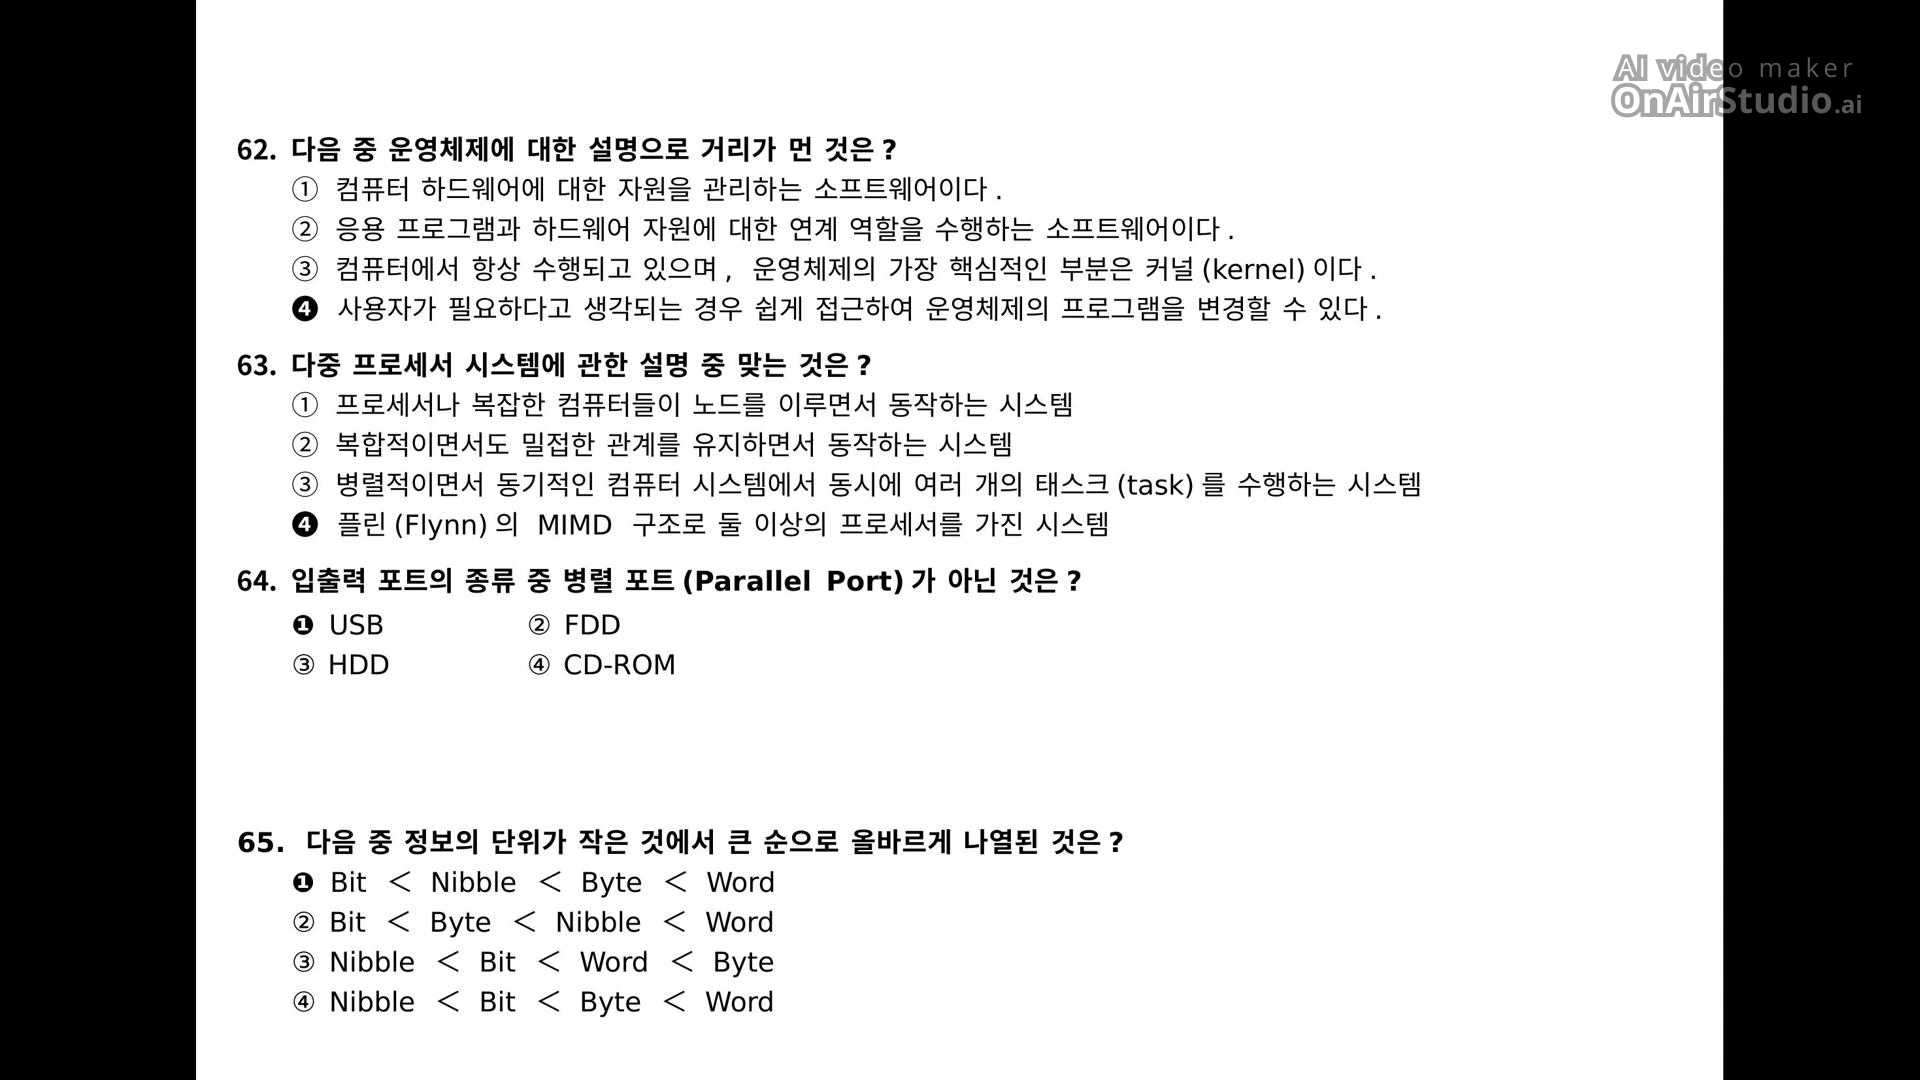 AI video maker
OnAirStudio.ai
62. 다음 중 운영체제에 대한 설명으로 거리가 먼 것은?
① 컴퓨터 하드웨어에 대한 자원을 관리하는 소프트웨어이다.
② 응용 프로그램과 하드웨어 자원에 대한 연계 역할을 수행하는 소프트웨어이다.
③ 컴퓨터에서 항상 수행되고 있으며, 운영체제의 가장 핵심적인 부분은 커널(kernel)이다.
❹ 사용자가 필요하다고 생각되는 경우 쉽게 접근하여 운영체제의 프로그램을 변경할 수 있다.
63. 다중 프로세서 시스템에 관한 설명 중 맞는 것은?
① 프로세서나 복잡한 컴퓨터들이 노드를 이루면서 동작하는 시스템
② 복합적이면서도 밀접한 관계를 유지하면서 동작하는 시스템
③ 병렬적이면서 동기적인 컴퓨터 시스템에서 동시에 여러 개의 태스크(task)를 수행하는 시스템
❹ 플린(Flynn)의 MIMD 구조로 둘 이상의 프로세서를 가진 시스템
64. 입출력 포트의 종류 중 병렬 포트(Parallel Port)가 아닌 것은?
❶ USB ② FDD
③ HDD ④ CD-ROM
65. 다음 중 정보의 단위가 작은 것에서 큰 순으로 올바르게 나열된 것은?
❶ Bit < Nibble < Byte < Word
② Bit < Byte < Nibble < Word
③ Nibble < Bit < Word < Byte
④ Nibble < Bit < Byte < Word